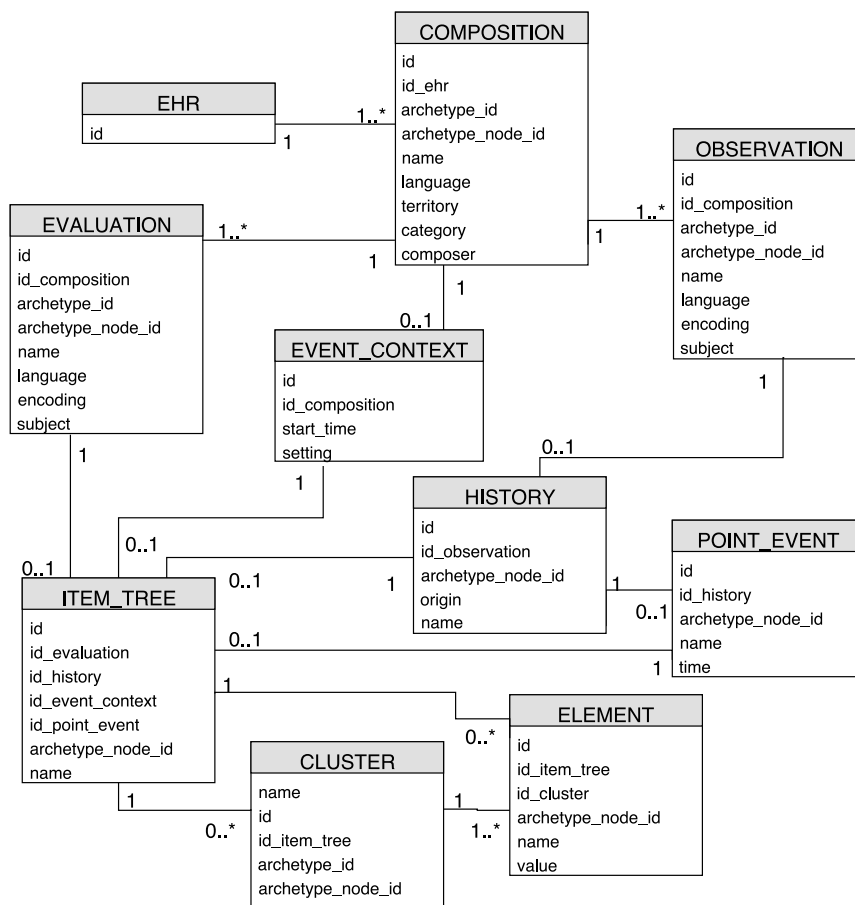 COMPOSITION
id
id_ehr
archetype_id
archetype_node_id
name
language
territory
category
composer
EHR
id
1..*
1
OBSERVATION
id
id_composition
archetype_id
archetype_node_id
name
language
encoding
subject
1..*
1
EVALUATION
id
id_composition
archetype_id
archetype_node_id
name
language
encoding
subject
1..*
1
1
0..1
EVENT_CONTEXT
id
id_composition
start_time
setting
1
1
1
0..1
HISTORY
id
id_observation
archetype_node_id
origin
name
POINT_EVENT
id
id_history
archetype_node_id
name
time
0..1
0..1
0..1
1
1
0..1
ITEM_TREE
id
id_evaluation
id_history
id_event_context
id_point_event
archetype_node_id
name
0..1
1
1
0..*
ELEMENT
id
id_item_tree
id_cluster
archetype_node_id
name
value
CLUSTER
name
id
id_item_tree
archetype_id
archetype_node_id
1
0..*
1
1..*